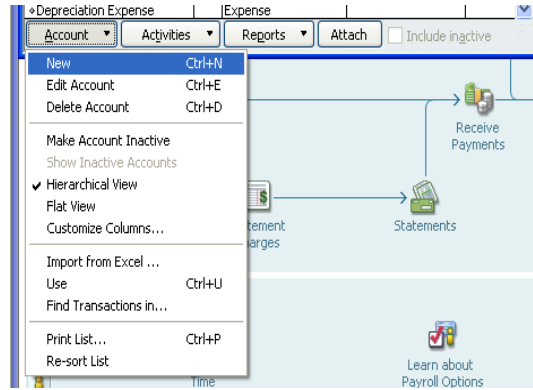 Depreciation Expense Expense
Account Activities Reports Attach Include inactive
New Ctrl+N
Edit Account Ctrl+E
Delete Account Ctrl+D
Make Account Inactive
Show Inactive Accounts
Hierarchical View
Flat View
Customize Columns...
Import from Excel ...
Use Ctrl+U
Find Transactions in...
Print List... Ctrl+P
Re-sort List
Receive
Payments
tement
arges
Statements
Time
Learn about
Payroll Options